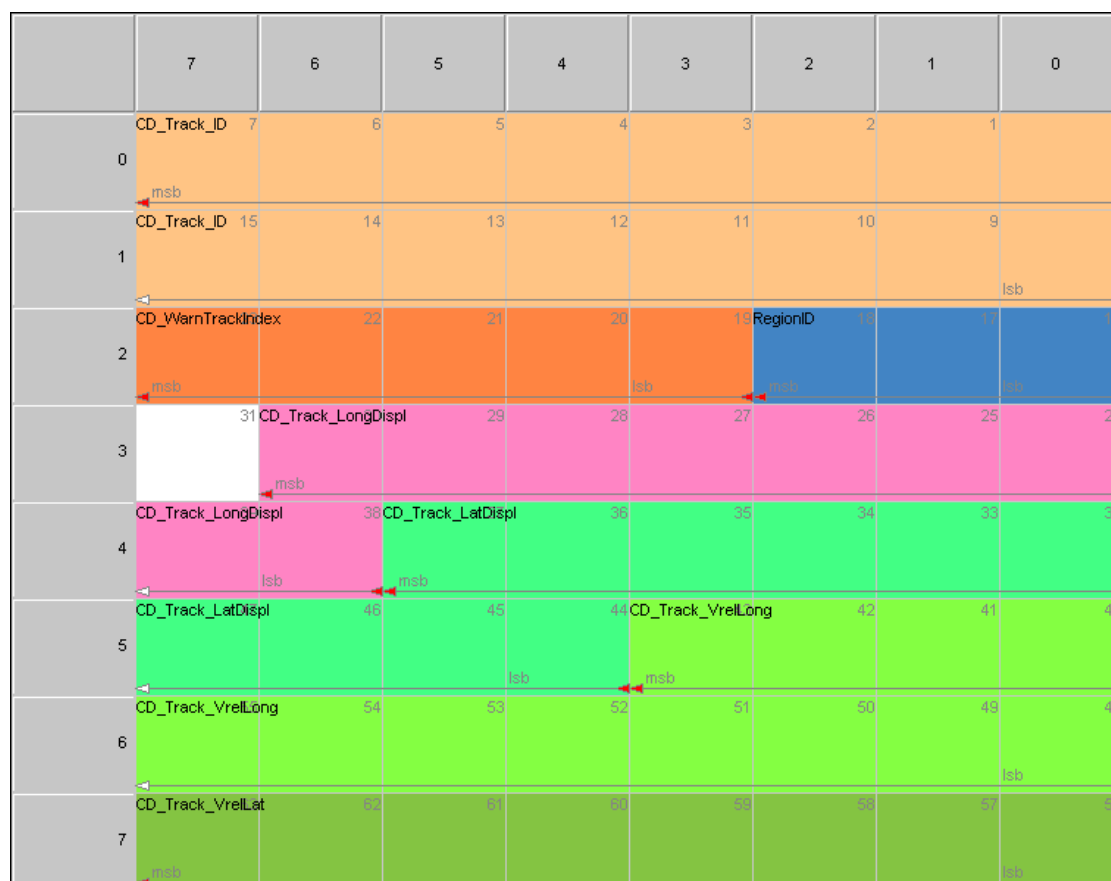 7 6 5 4 3 2 1 0
CD_Track_ID 7 6 5 4 3 2 1
0
msb
CD_Track_ID 15 14 13 12 11 10 9
1
lsb
CD_WarnTrackIndex 22 21 20 19 RegionID 18 17
2
msb lsb msb lsb
31 CD_Track_LongDispl 29 28 27 26 25
3
msb
CD_Track_LongDispl 38 CD_Track_LatDispl 36 35 34 33
4
lsb msb
CD_Track_LatDispl 46 45 44 CD_Track_VrelLong 42 41
5
lsb msb
CD_Track_VrelLong 54 53 52 51 50 49
6
lsb
CD_Track_VrelLat 62 61 60 59 58 57
7
msb lsb